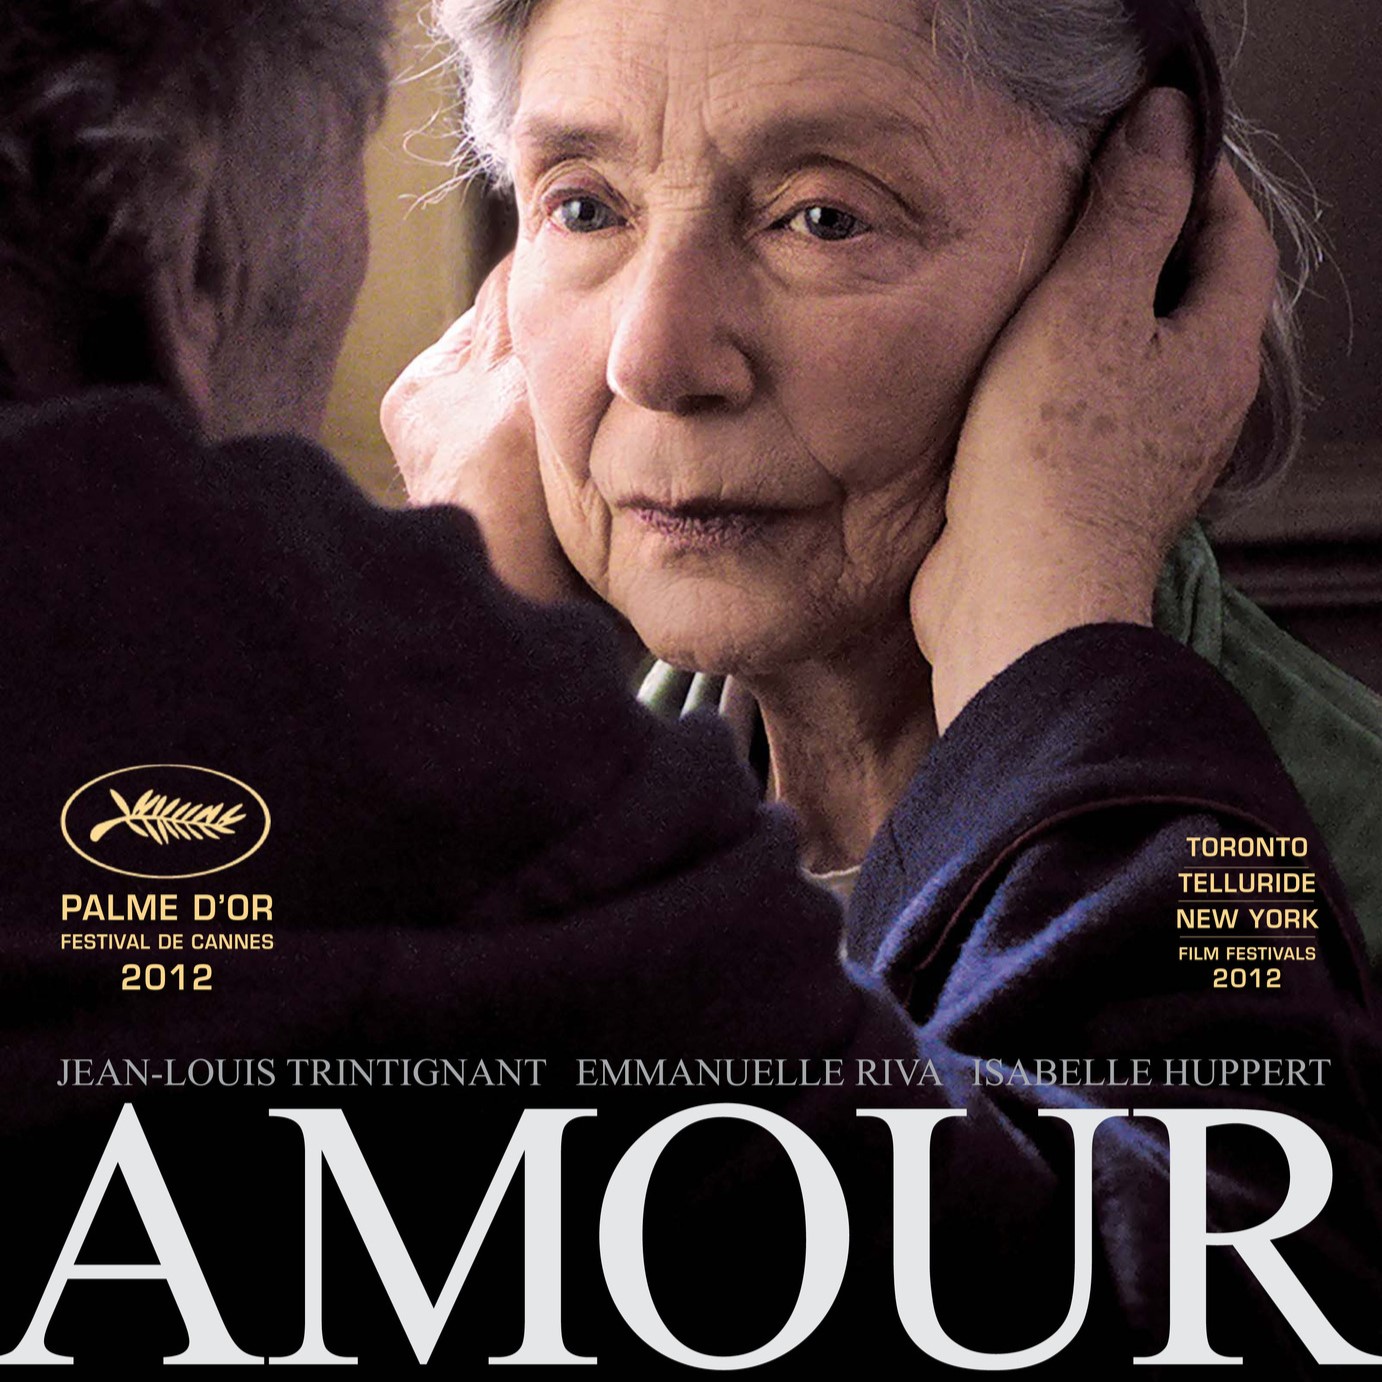 PALME D'OR
FESTIVAL DE CANNES
2012
TORONTO
TELLURIDE
NEW YORK
FILM FESTIVALS
2012
JEAN-LOUIS TRINTIGNANT EMMANUELLE RIVA ISABELLE HUPPERT
AMOUR